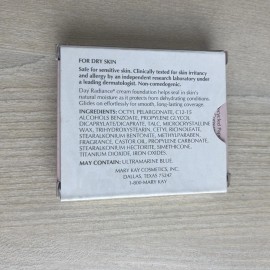 FOR DRY SKIN
Safe for sensitive skin. Clinically tested for skin irritancy
and allergy by an independent research laboratory under
a leading dermatologist. Non-comedogenic.
Day Radiance® cream foundation helps seal in skin's
natural moisture as it protects from dehydrating conditions.
Glides on effortlessly for smooth, long-lasting coverage.
INGREDIENTS: OCTYL PELARGONATE, C12-15
ALCOHOLS BENZOATE, PROPYLENE GLYCOL
DICAPRYLATE/DICAPRATE, TALC, MICROCRYSTALLINE
WAX, TRIHYDROXYSTEARIN, CETYL RICINOLEATE,
STEARALKONIUM BENTONITE, METHYLPARABEN,
FRAGRANCE, CASTOR OIL, PROPYLENE CARBONATE,
STEARALKONIUM HECTORITE, SIMETHICONE,
TITANIUM DIOXIDE, IRON OXIDES.
MAY CONTAIN: ULTRAMARINE BLUE.
MARY KAY COSMETICS, INC.
DALLAS, TEXAS 75247
1-800-MARY KAY